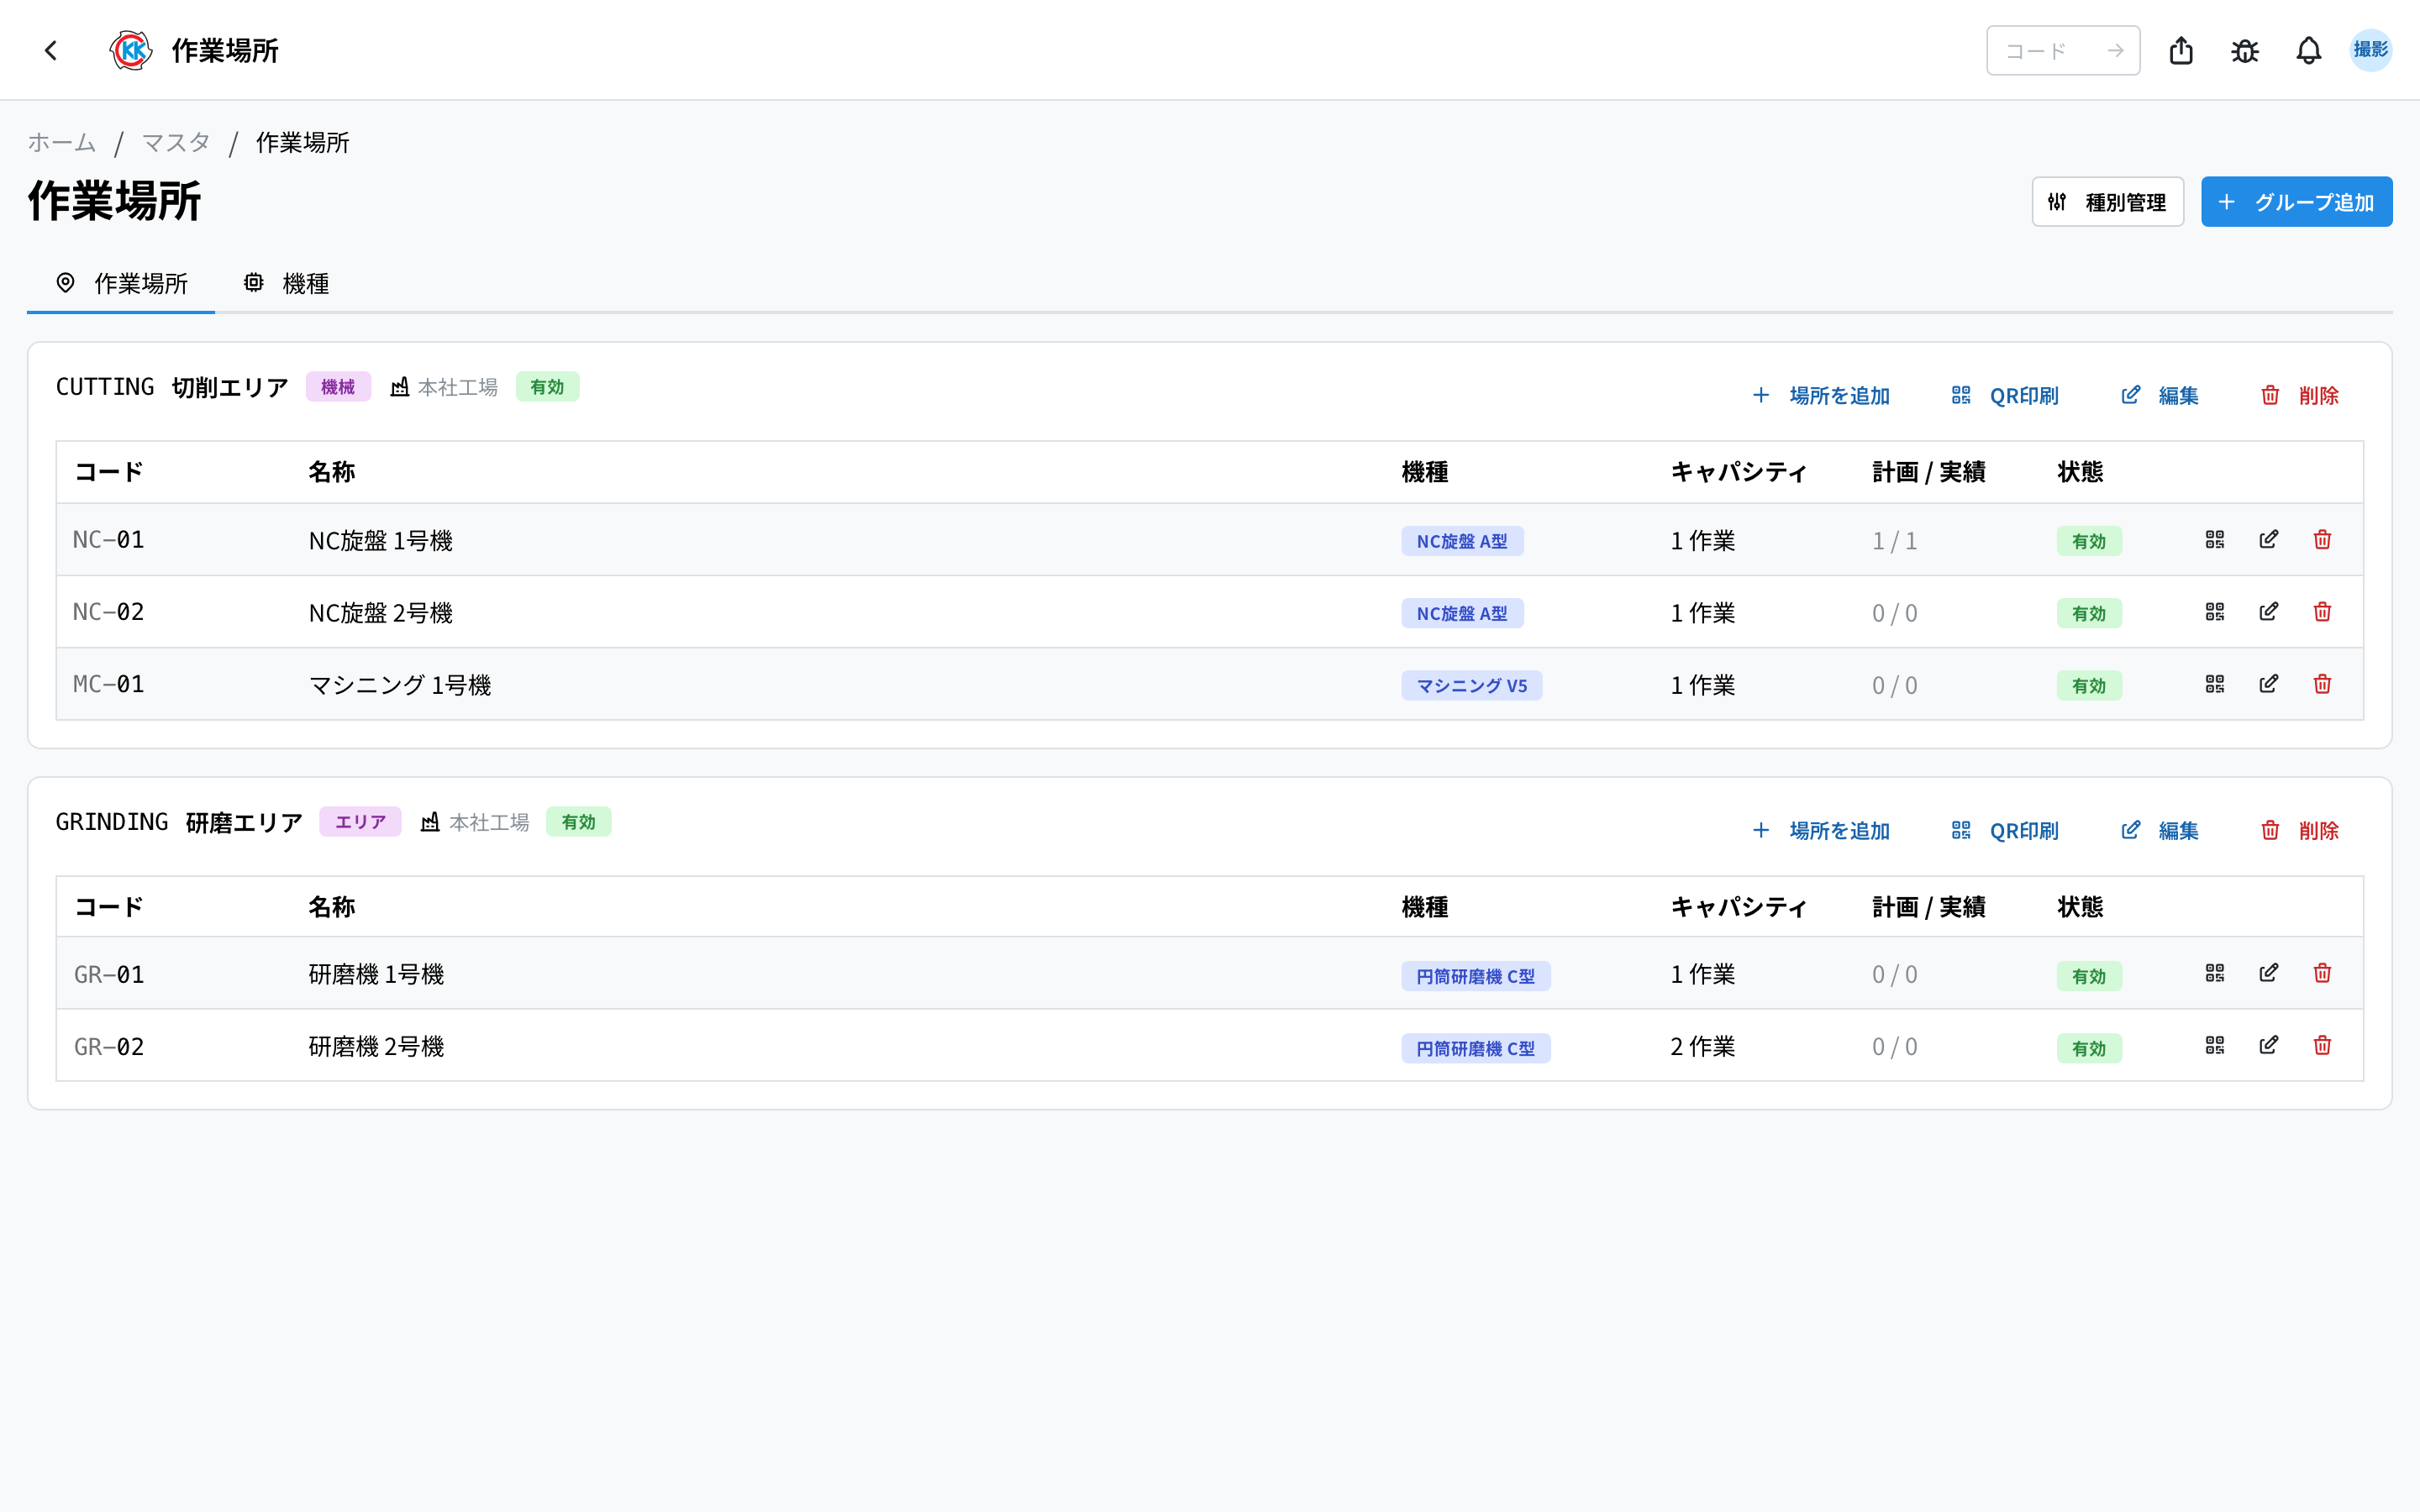 CKK 作業場所 コード 撮影
ホーム / マスタ / 作業場所
作業場所 種別管理 グループ追加
作業場所 機種
CUTTING 切削エリア 機械 本社工場 有効 場所を追加 QR印刷 編集 削除
コード 名称 機種 キャパシティ 計画 / 実績 状態
NC-01 NC旋盤 1号機 NC旋盤 A型 1 作業 1 / 1 有効
NC-02 NC旋盤 2号機 NC旋盤 A型 1 作業 0 / 0 有効
MC-01 マシニング 1号機 マシニング V5 1 作業 0 / 0 有効
GRINDING 研磨エリア エリア 本社工場 有効 場所を追加 QR印刷 編集 削除
コード 名称 機種 キャパシティ 計画 / 実績 状態
GR-01 研磨機 1号機 円筒研磨機 C型 1 作業 0 / 0 有効
GR-02 研磨機 2号機 円筒研磨機 C型 2 作業 0 / 0 有効